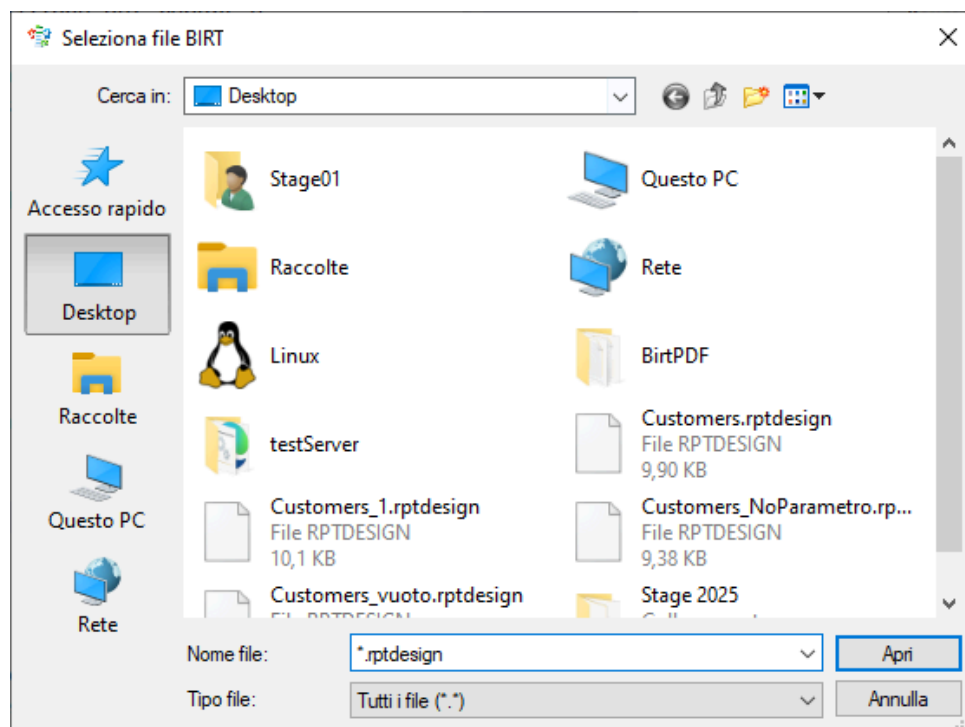 Seleziona file BIRT
Cerca in:
Desktop
Accesso rapido
Desktop
Raccolte
Questo PC
Rete
Stage01
Questo PC
Raccolte
Rete
Linux
BirtPDF
testServer
Customers.rptdesign
File RPTDESIGN
9,90 KB
Customers_1.rptdesign
File RPTDESIGN
10,1 KB
Customers_NoParametro.rp...
File RPTDESIGN
9,38 KB
Customers_vuoto.rptdesign
Stage 2025
Nome file:
*.rptdesign
Apri
Tipo file:
Tutti i file (*.*)
Annulla